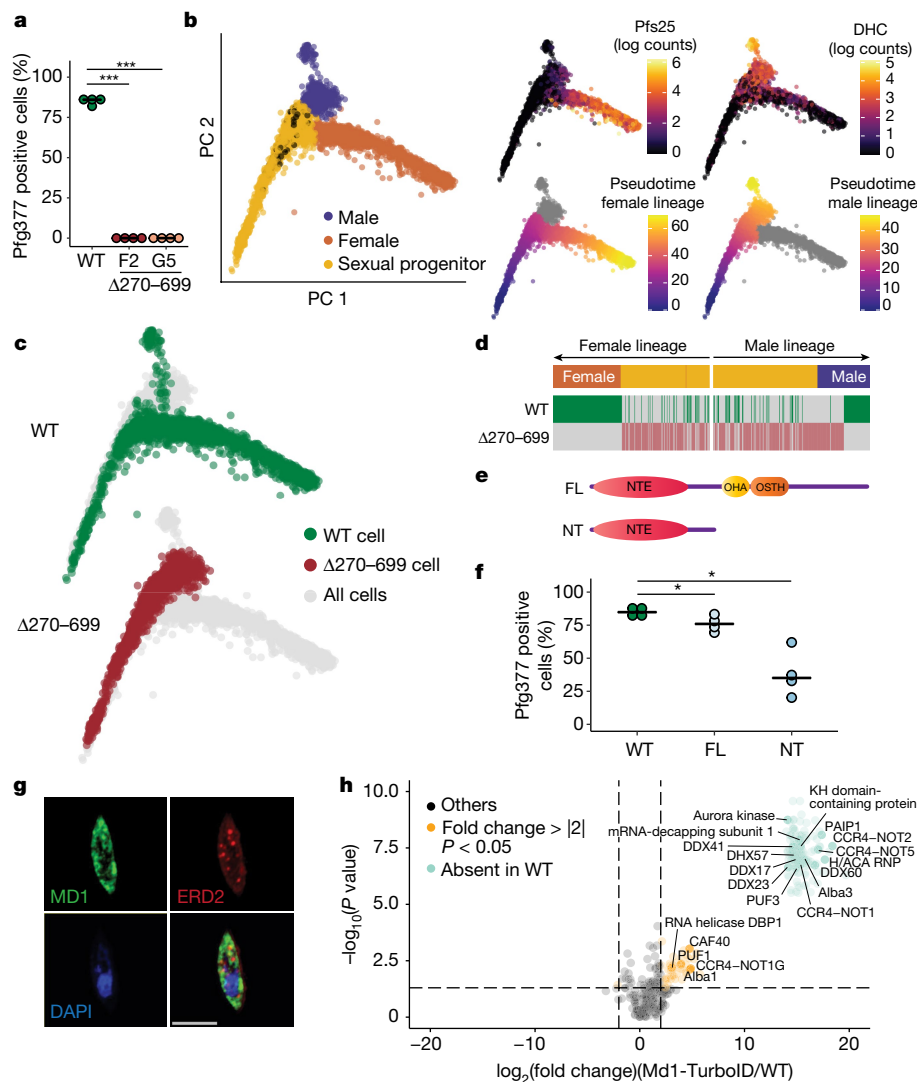 a
Pfg377 positive cells (%)
100
75
50
25
0
***
***
WT F2 G5
Δ270–699
b
PC 2
PC 1
Male
Female
Sexual progenitor
Pfs25
(log counts)
6
5
4
3
2
1
0
DHC
(log counts)
5
4
3
2
1
0
Pseudotime
female lineage
60
50
40
30
20
10
0
Pseudotime
male lineage
40
30
20
10
0
c
WT
Δ270–699
WT cell
Δ270–699 cell
All cells
d
Female lineage Male lineage
Female Male
WT
Δ270–699
e
FL NTE OHA OSTH
NT NTE
f
Pfg377 positive
cells (%)
100
75
50
25
0
*
*
WT FL NT
g
MD1
ERD2
DAPI
h
–log10(P value)
10.0
7.5
5.0
2.5
0
Others
Fold change > |2|
P < 0.05
Absent in WT
KH domain-
containing protein
Aurora kinase
PAIP1
mRNA-decapping subunit 1
CCR4–NOT2
DDX41
CCR4–NOT5
DHX57
H/ACA RNP
DDX17
DDX60
DDX23
Alba3
PUF3
CCR4–NOT1
RNA helicase DBP1
CAF40
PUF1
CCR4–NOT1G
Alba1
–20 –10 0 10 20
log2(fold change)(Md1-TurboID/WT)